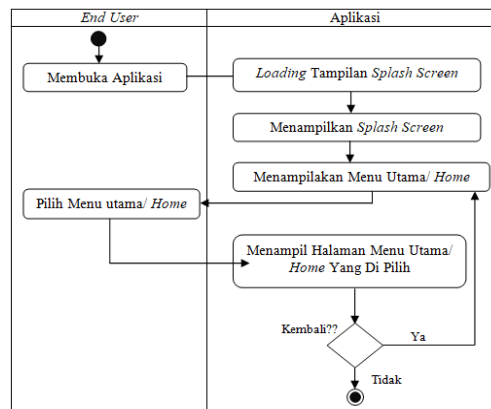 End User
Aplikasi
Membuka Aplikasi
Loading Tampilan Splash Screen
Menampilkan Splash Screen
Menampilakan Menu Utama/ Home
Pilih Menu utama/ Home
Menampil Halaman Menu Utama/
Home Yang Di Pilih
Kembali??
Ya
Tidak